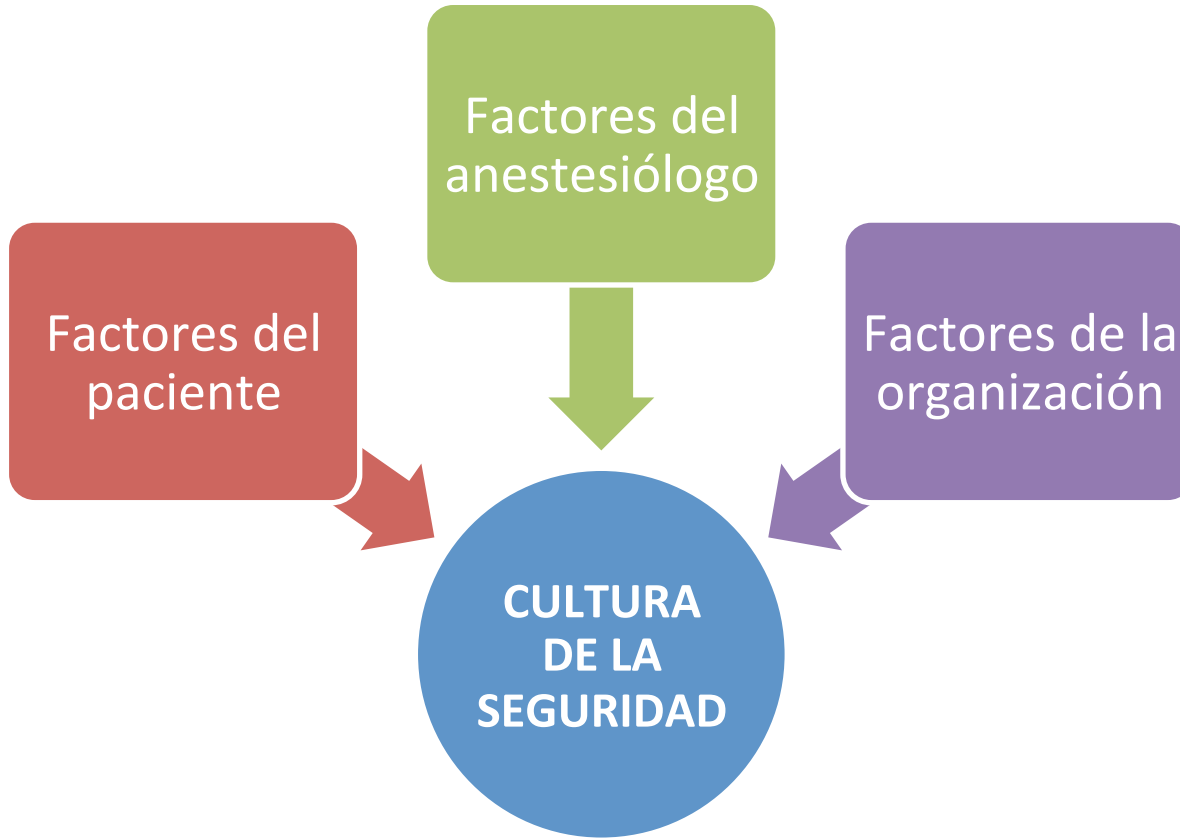 Factores del
anestesiólogo
Factores del
paciente
Factores de la
organización
CULTURA
DE LA
SEGURIDAD